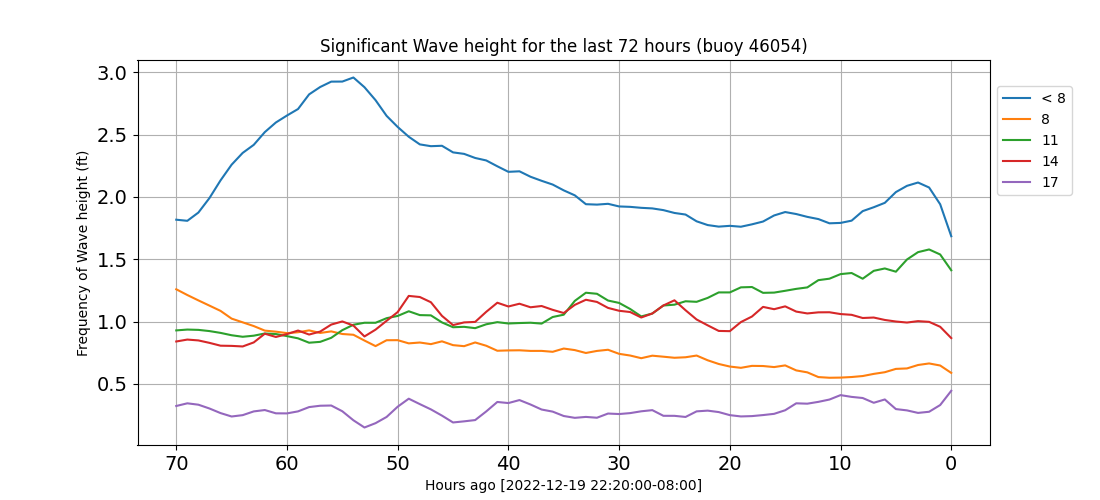 Significant Wave height for the last 72 hours (buoy 46054)
Frequency of Wave height (ft)
3.0
2.5
2.0
1.5
1.0
0.5
70 60 50 40 30 20 10 0
Hours ago [2022-12-19 22:20:00-08:00]
< 8
8
11
14
17